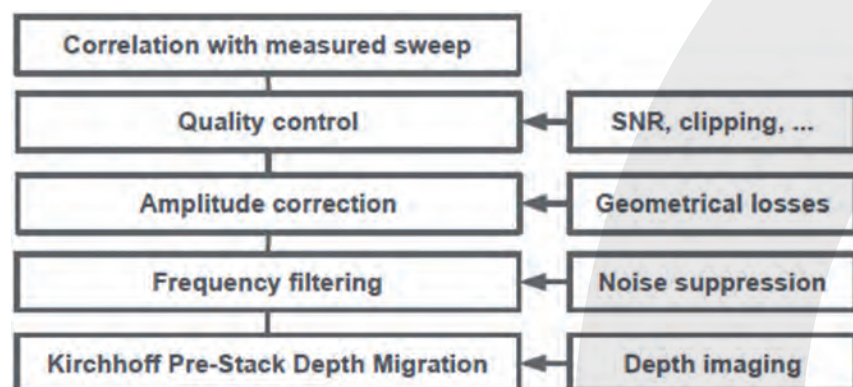 Correlation with measured sweep
Quality control
SNR, clipping, ...
Amplitude correction
Geometrical losses
Frequency filtering
Noise suppression
Kirchhoff Pre-Stack Depth Migration
Depth imaging